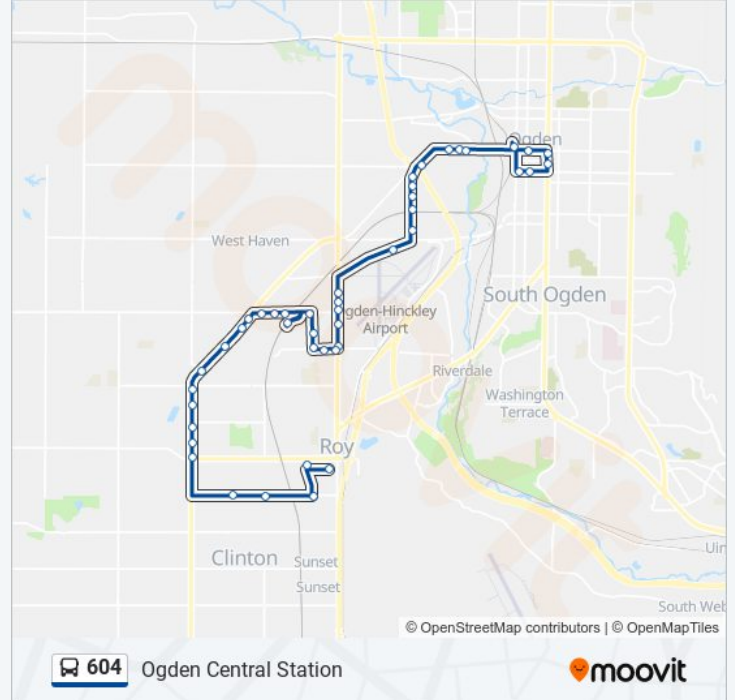 Ogden
West Haven
gden-Hinckley
Airport
South Ogden
Riverdale
Washington
Terrace
Roy
Clinton
Sunset
Sunset
Uin
South Web
© OpenStreetMap contributors | © OpenMapTiles
604 Ogden Central Station
moovit